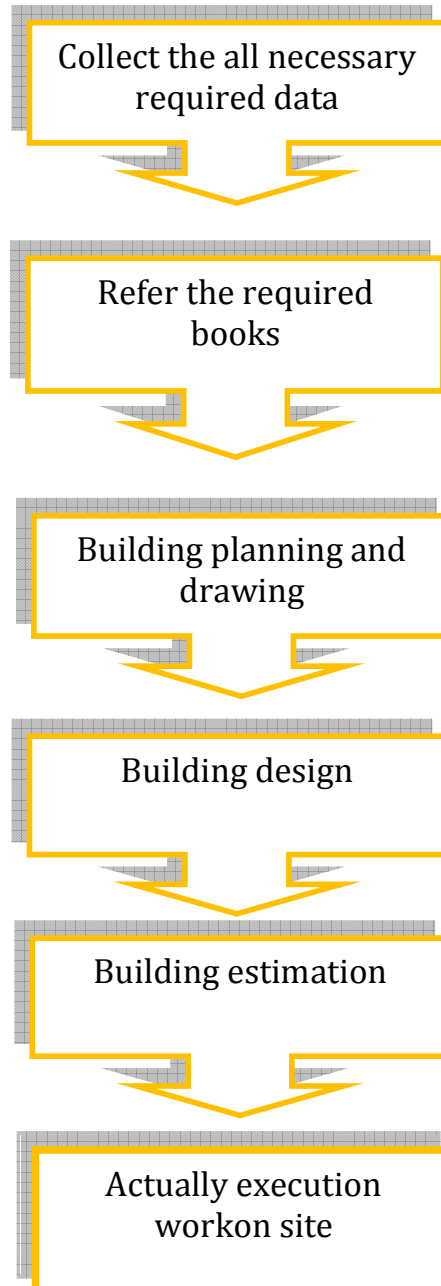 Collect the all necessary
required data
Refer the required
books
Building planning and
drawing
Building design
Building estimation
Actually execution
workon site